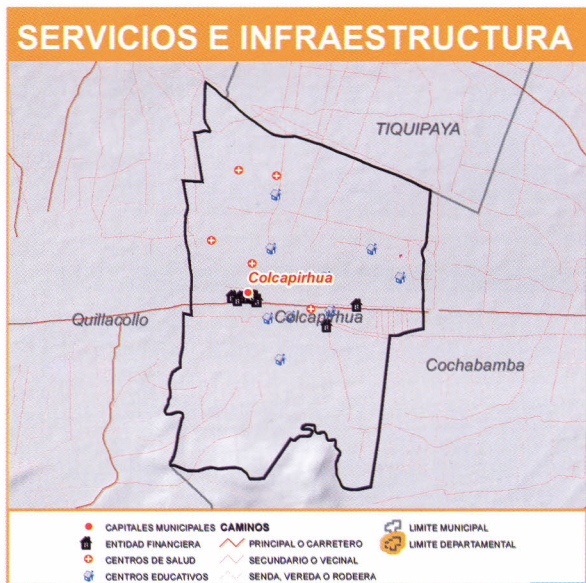 SERVICIOS E INFRAESTRUCTURA
TIQUIPAYA
Colcapirhua
Quillacollo
Colcapirhua
Cochabamba
CAPITALES MUNICIPALES
ENTIDAD FINANCIERA
CENTROS DE SALUD
CENTROS EDUCATIVOS
CAMINOS
PRINCIPAL O CARRETERO
SECUNDARIO O VECINAL
SENDA, VEREDA O RODEERA
LIMITE MUNICIPAL
LIMITE DEPARTAMENTAL